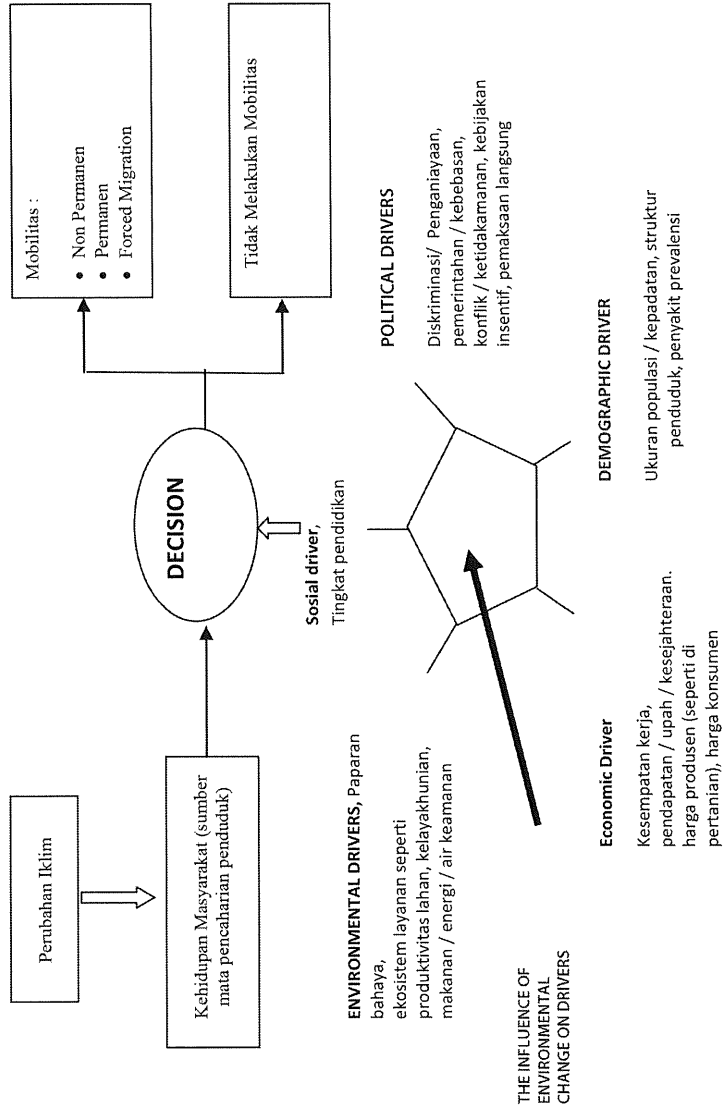 Perubahan Iklim
Kehidupan Masyarakat (sumber
mata pencaharian penduduk)
DECISION
Mobilitas :
• Non Permanen
• Permanen
• Forced Migration
Tidak Melakukan Mobilitas
Sosial driver,
Tingkat pendidikan
ENVIRONMENTAL DRIVERS, Paparan
bahaya,
ekosistem layanan seperti
produktivitas lahan, kelayakhunian,
makanan / energi / air keamanan
POLITICAL DRIVERS
Diskriminasi/ Penganiayaan,
pemerintahan / kebebasan,
konflik / ketidakamanan, kebijakan
insentif, pemaksaan langsung
THE INFLUENCE OF
ENVIRONMENTAL
CHANGE ON DRIVERS
Economic Driver
Kesempatan kerja,
pendapatan / upah / kesejahteraan.
harga produsen (seperti di
pertanian), harga konsumen
DEMOGRAPHIC DRIVER
Ukuran populasi / kepadatan, struktur
penduduk, penyakit prevalensi